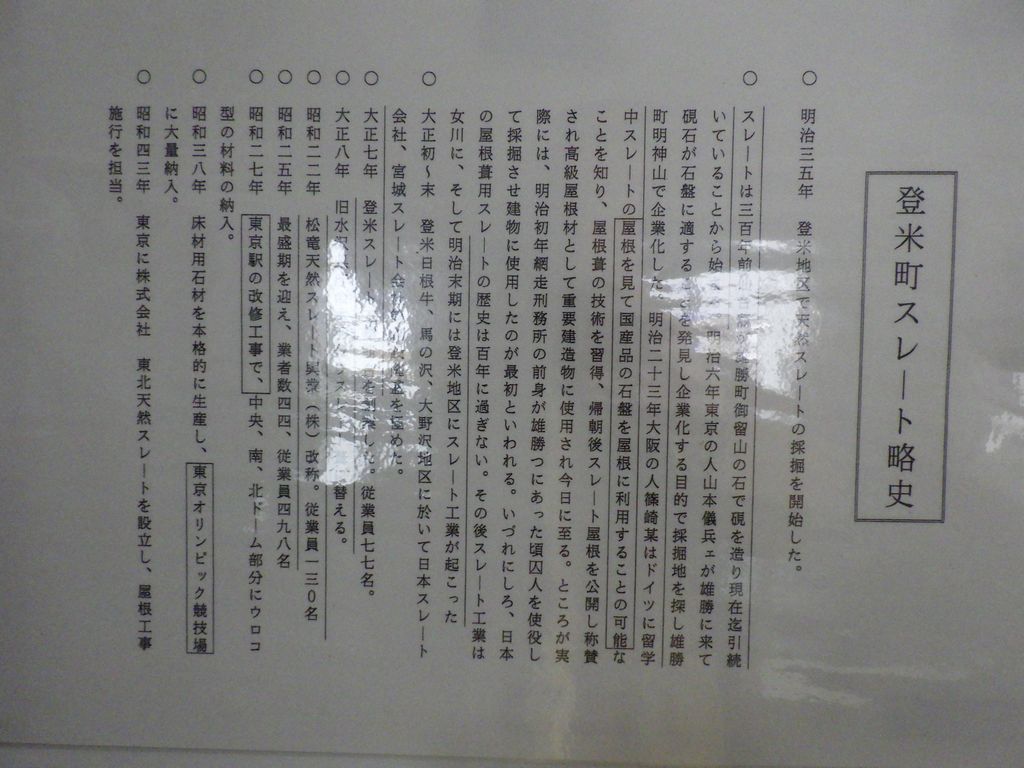 登米町スレート略史
○ 明治三五年 登米地区で天然スレートの採掘を開始した。
○ スレートは三百年前 勝町御留山の石で硯を造り現在迄引続
いていることから始 明治六年東京の人山本儀兵ェが雄勝に来て
硯石が石盤に適する を発見し企業化する目的で採掘地を探し雄勝
町明神山で企業化した。明治二十三年大阪の人篠崎某はドイツに留学
中スレートの屋根を見て国産品の石盤を屋根に利用することの可能な
ことを知り、屋根葺の技術を習得、帰朝後スレート屋根を公開し称賛
され高級屋根材として重要建造物に使用され今日に至る。ところが実
際には、明治初年網走刑務所の前身が雄勝つにあった頃囚人を使役し
て採掘させ建物に使用したのが最初といわれる。いづれにしろ、日本
の屋根葺用スレートの歴史は百年に過ぎない。その後スレート工業は
女川に、そして明治末期には登米地区にスレート工業が起こった
○ 大正初～末 登米日根牛、馬の沢、大野沢地区に於いて日本スレート
会社、宮城スレート会 を極めた。
○ 大正七年 登米スレート を創業した。従業員七七名。
○ 大正八年 旧水沢 替える。
○ 昭和二二年 松竜天然スレート興業（株）改称。従業員一三０名
○ 昭和二五年 最盛期を迎え、業者数四四、従業員四九八名
○ 昭和二七年 東京駅の改修工事で、中央、南、北ドーム部分にウロコ
型の材料の納入。
○ 昭和三八年 床材用石材を本格的に生産し、東京オリンピック競技場
に大量納入。
○ 昭和四三年 東京に株式会社 東北天然スレートを設立し、屋根工事
施行を担当。